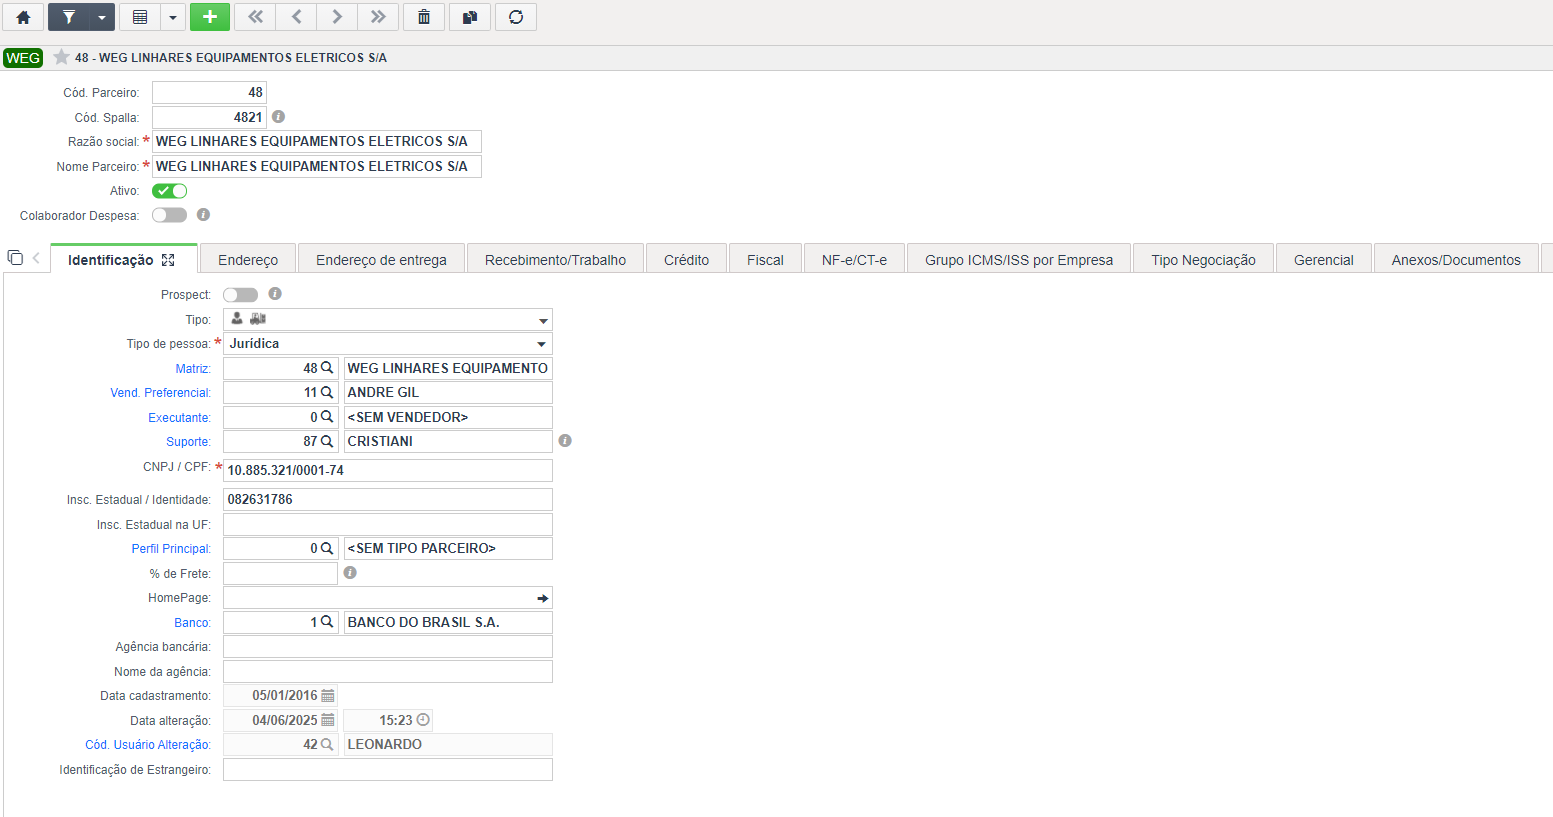 WEG 48 - WEG LINHARES EQUIPAMENTOS ELETRICOS S/A
Cód. Parceiro: 48
Cód. Spalla: 4821
Razão social: * WEG LINHARES EQUIPAMENTOS ELETRICOS S/A
Nome Parceiro: * WEG LINHARES EQUIPAMENTOS ELETRICOS S/A
Ativo:
Colaborador Despesa:
Identificação Endereço Endereço de entrega Recebimento/Trabalho Crédito Fiscal NF-e/CT-e Grupo ICMS/ISS por Empresa Tipo Negociação Gerencial Anexos/Documentos
Prospect:
Tipo:
Tipo de pessoa: * Jurídica
Matriz: 48 WEG LINHARES EQUIPAMENTO
Vend. Preferencial: 11 ANDRE GIL
Executante: 0 <SEM VENDEDOR>
Suporte: 87 CRISTIANI
CNPJ / CPF: * 10.885.321/0001-74
Insc. Estadual / Identidade: 082631786
Insc. Estadual na UF:
Perfil Principal: 0 <SEM TIPO PARCEIRO>
% de Frete:
HomePage:
Banco: 1 BANCO DO BRASIL S.A.
Agência bancária:
Nome da agência:
Data cadastramento: 05/01/2016
Data alteração: 04/06/2025 15:23
Cód. Usuário Alteração: 42 LEONARDO
Identificação de Estrangeiro: